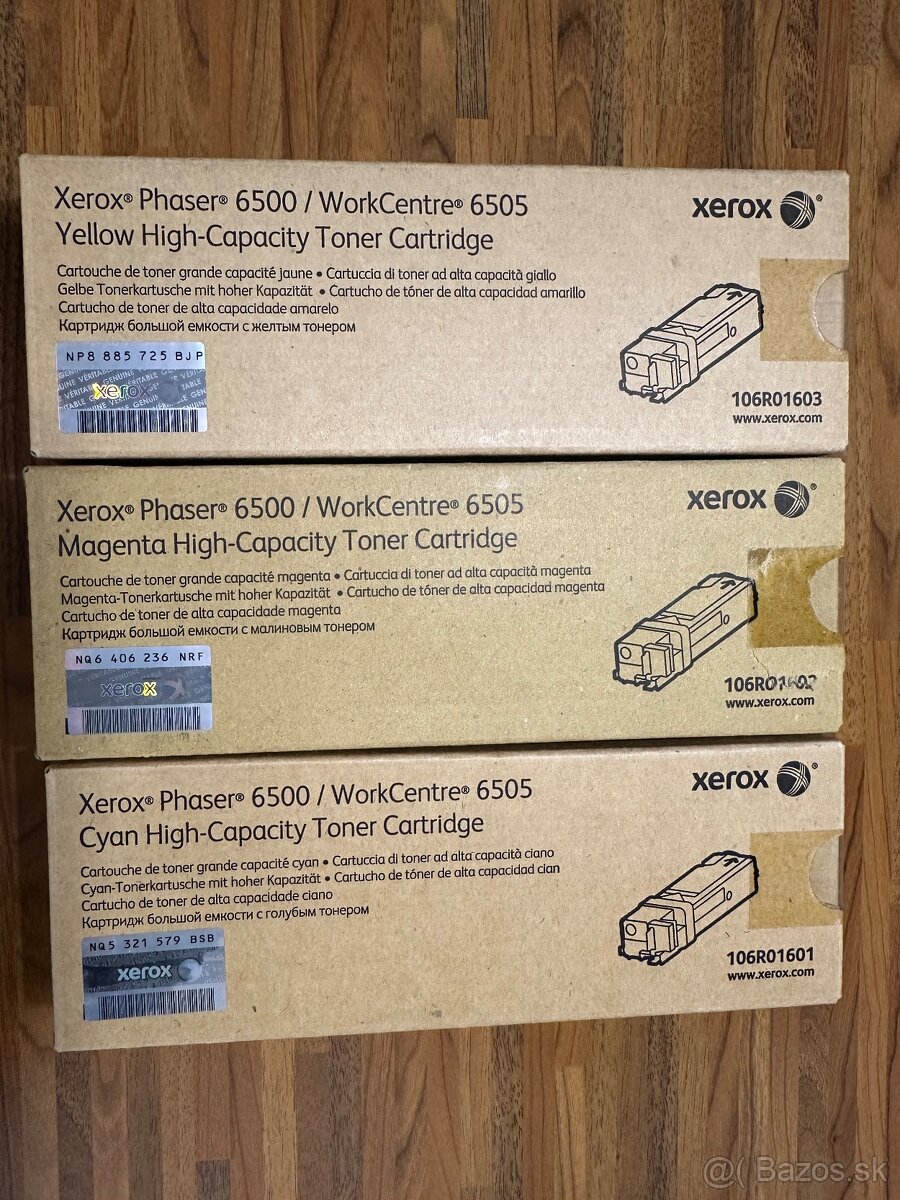 Xerox® Phaser® 6500 / WorkCentre® 6505
Yellow High-Capacity Toner Cartridge
Cartouche de toner grande capacité jaune • Cartuccia di toner ad alta capacità giallo
Gelbe Tonerkartusche mit hoher Kapazität • Cartucho de tóner de alta capacidad amarillo
Cartucho de toner de alta capacidade amarelo
Картридж большой емкости с желтым тонером
NP8 885 725 BJP
xerox
xerox®
106R01603
www.xerox.com
Xerox® Phaser® 6500 / WorkCentre® 6505
Magenta High-Capacity Toner Cartridge
Cartouche de toner grande capacité magenta • Cartuccia di toner ad alta capacità magenta
Magenta-Tonerkartusche mit hoher Kapazität • Cartucho de tóner de alta capacidad magenta
Cartucho de toner de alta capacidade magenta
Картридж большой емкости с малиновым тонером
NQ6 406 236 NRF
xerox
xerox®
106R01602
www.xerox.com
Xerox® Phaser® 6500 / WorkCentre® 6505
Cyan High-Capacity Toner Cartridge
Cartouche de toner grande capacité cyan • Cartuccia di toner ad alta capacità ciano
Cyan-Tonerkartusche mit hoher Kapazität • Cartucho de tóner de alta capacidad cian
Cartucho de toner de alta capacidade ciano
Картридж большой емкости с голубым тонером
NQ5 321 579 BSB
xerox
xerox®
106R01601
www.xerox.com
@( Bazos.sk